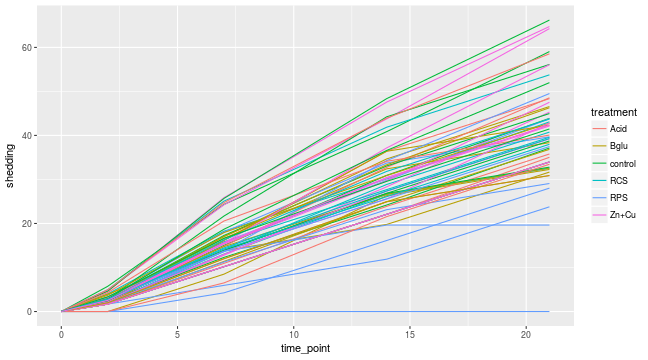 60
40
20
0
shedding
0
5
10
15
20
time_point
treatment
Acid
Bglu
control
RCS
RPS
Zn+Cu